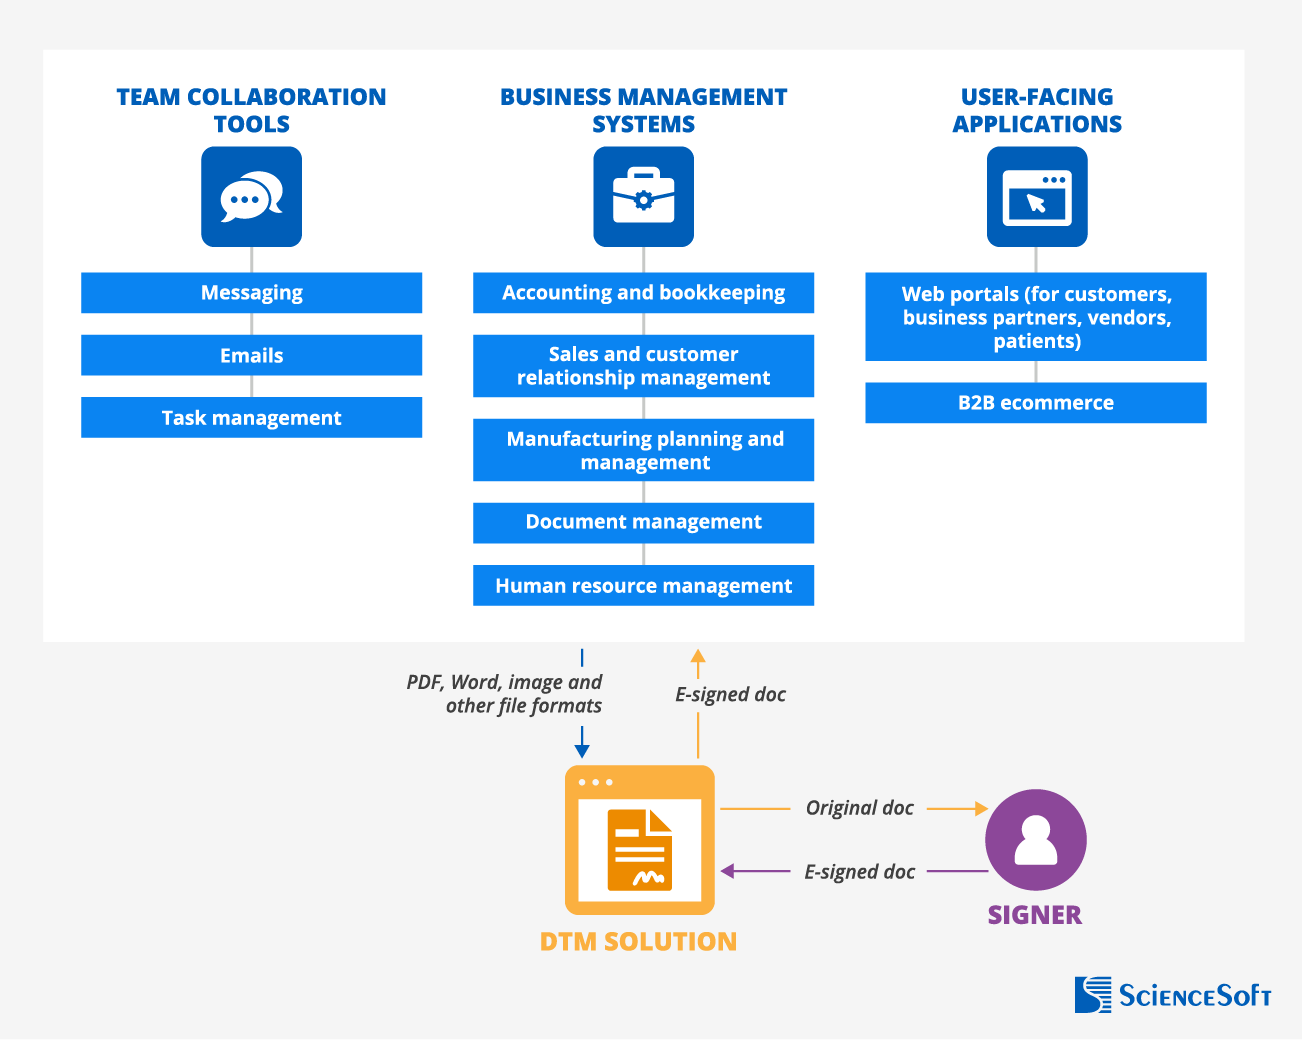 TEAM COLLABORATION
TOOLS
Messaging
Emails
Task management
BUSINESS MANAGEMENT
SYSTEMS
Accounting and bookkeeping
Sales and customer
relationship management
Manufacturing planning and
management
Document management
Human resource management
USER-FACING
APPLICATIONS
Web portals (for customers,
business partners, vendors,
patients)
B2B ecommerce
PDF, Word, image and
other file formats
E-signed doc
Original doc
E-signed doc
DTM SOLUTION
SIGNER
ScienceSoft